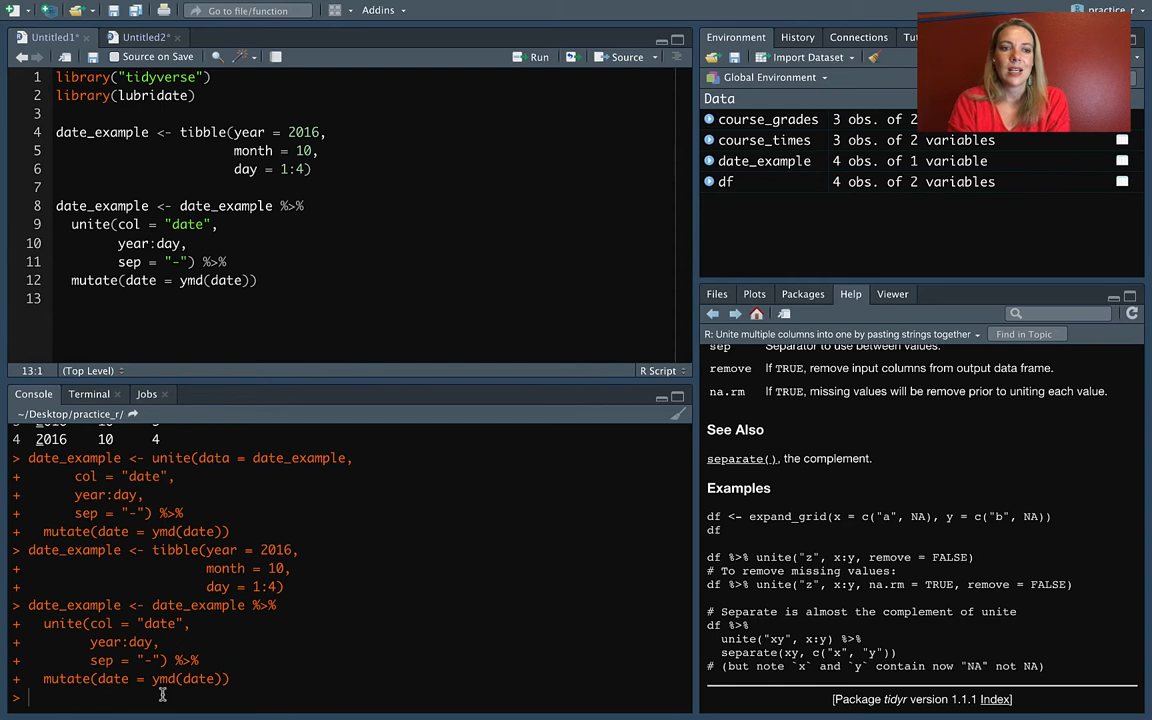 Go to file/function
Addins
practice_r
Untitled1*
Untitled2*
Source on Save
Run
Source
1 library("tidyverse")
2 library(lubridate)
3
4 date_example <- tibble(year = 2016,
5 month = 10,
6 day = 1:4)
7
8 date_example <- date_example %>%
9 unite(col = "date",
10 year:day,
11 sep = "-") %>%
12 mutate(date = ymd(date))
13
13:1 (Top Level) R Script
Console Terminal Jobs
~/Desktop/practice_r/
4 2016 10 4
> date_example <- unite(data = date_example,
+ col = "date",
+ year:day,
+ sep = "-") %>%
+ mutate(date = ymd(date))
> date_example <- tibble(year = 2016,
+ month = 10,
+ day = 1:4)
> date_example <- date_example %>%
+ unite(col = "date",
+ year:day,
+ sep = "-") %>%
+ mutate(date = ymd(date))
>
Environment History Connections Tu
Import Dataset
Global Environment
Data
course_grades 3 obs. of 2
course_times 3 obs. of 2 variables
date_example 4 obs. of 1 variable
df 4 obs. of 2 variables
Files Plots Packages Help Viewer
R: Unite multiple columns into one by pasting strings together
Find in Topic
sep Separator to use between values.
remove If TRUE, remove input columns from output data frame.
na.rm If TRUE, missing values will be remove prior to uniting each value.
See Also
separate(), the complement.
Examples
df <- expand_grid(x = c("a", NA), y = c("b", NA))
df
df %>% unite("z", x:y, remove = FALSE)
# To remove missing values:
df %>% unite("z", x:y, na.rm = TRUE, remove = FALSE)
# Separate is almost the complement of unite
df %>%
unite("xy", x:y) %>%
separate(xy, c("x", "y"))
# (but note `x` and `y` contain now "NA" not NA)
[Package tidyr version 1.1.1 Index]